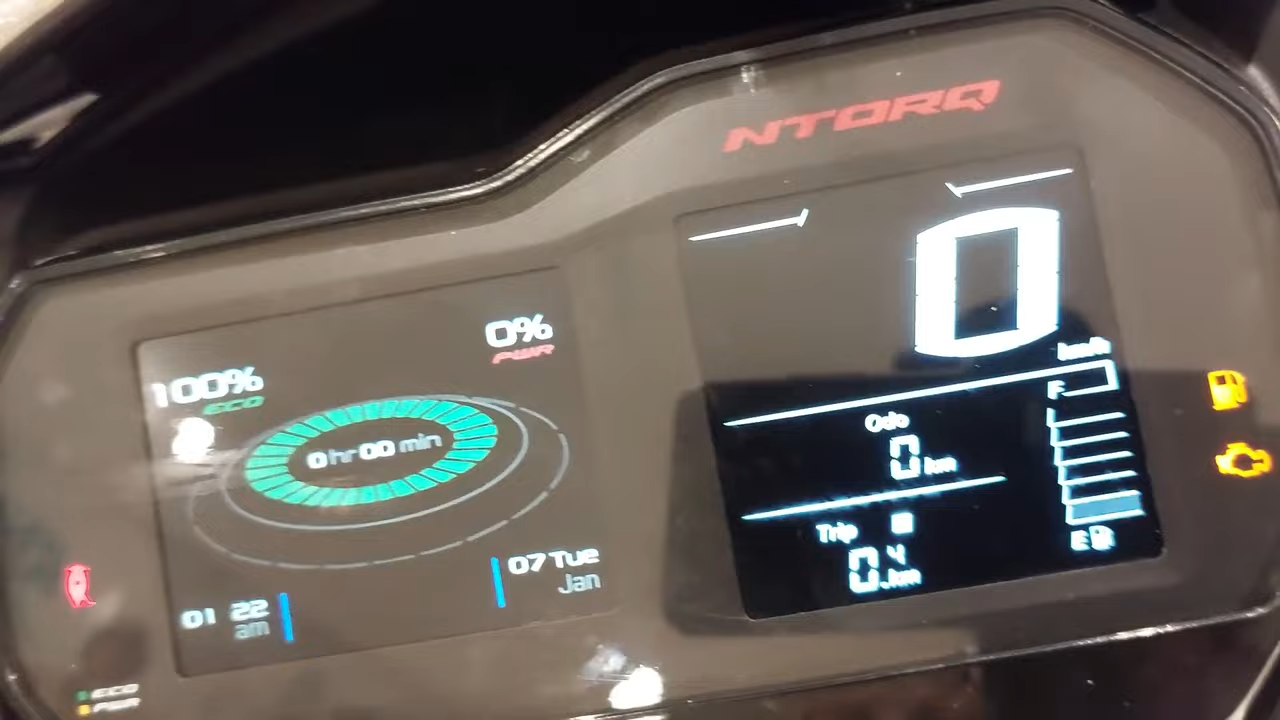 NTORQ
0%
PWR
100%
ECO
0 hr 00 min
07 Tue
Jan
01 22
am
ECO
PWR
0
km/h
F
Odo
0 km
Trip
0.4 km
E